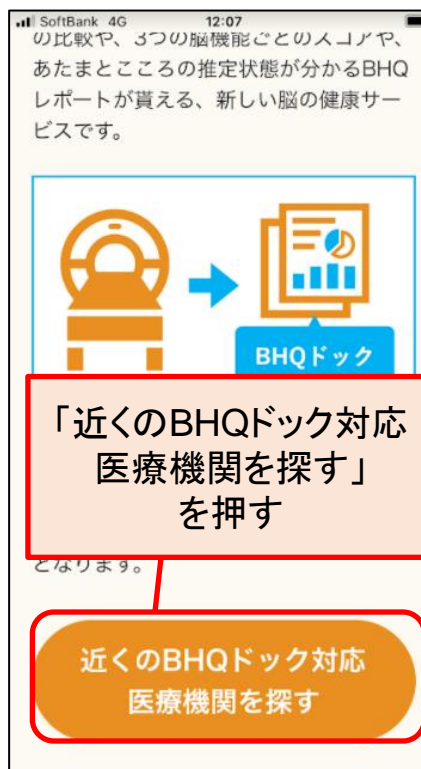 SoftBank 4G 12:07
の比較や、3つの脳機能ごとのスコアや、
あたまとこころの推定状態が分かるBHQ
レポートが貰える、新しい脳の健康サー
ビスです。
BHQドック
「近くのBHQドック対応
医療機関を探す」
を押す
となります。
近くのBHQドック対応
医療機関を探す